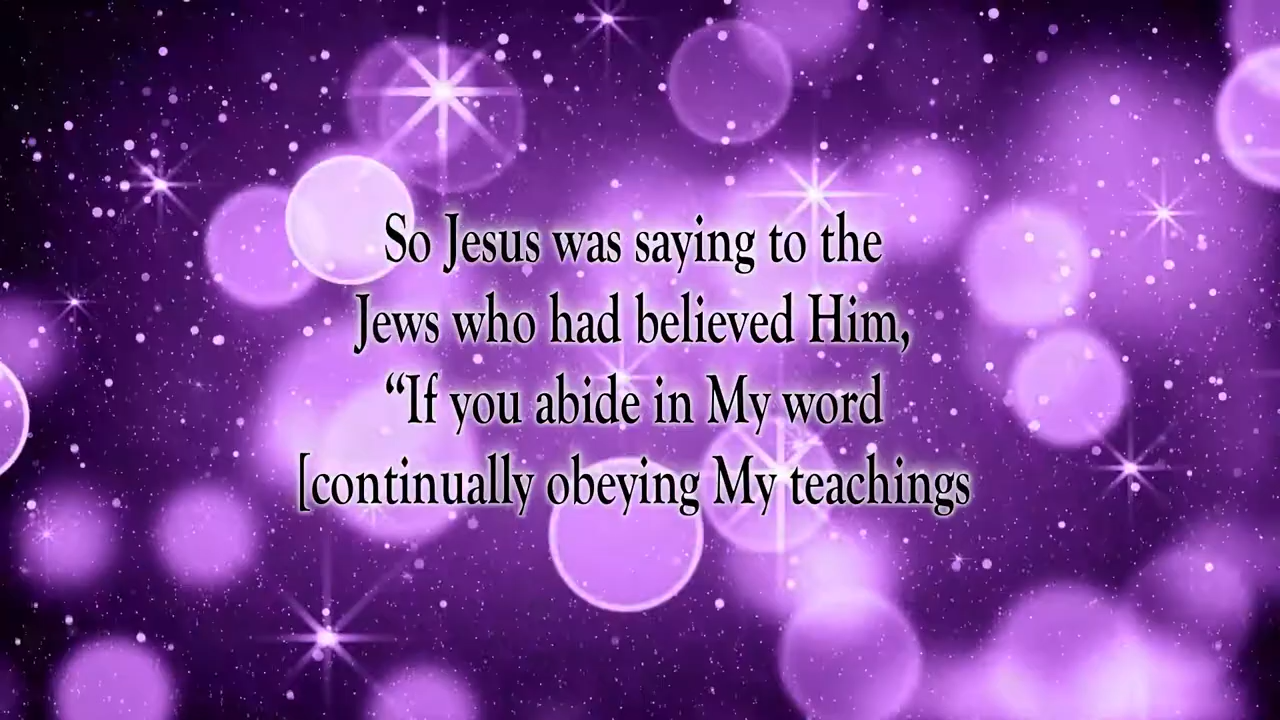 So Jesus was saying to the
Jews who had believed Him,
“If you abide in My word
[continually obeying My teachings